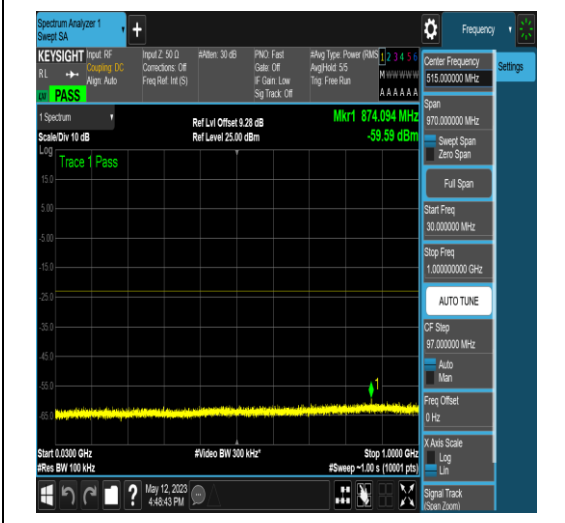 Spectrum Analyzer 1
Swept SA
+
Frequency
KEYSIGHT
RL
PASS
Input: RF
Coupling: DC
Align: Auto
Input Z: 50 Ω
Corrections: Off
Freq Ref: Int (S)
#Atten: 30 dB
PNO: Fast
Gate: Off
IF Gain: Low
Sig Track: Off
#Avg Type: Power (RMS
Avg|Hold: 5/5
Trig: Free Run
1 2 3 4 5 6
M W W W W W
A A A A A A
1 Spectrum
Scale/Div 10 dB
Log
Ref Lvl Offset 9.28 dB
Ref Level 25.00 dBm
Mkr1 874.094 MHz
-59.59 dBm
Trace 1 Pass
15.0
5.00
-5.00
-15.0
-25.0
-35.0
-45.0
-55.0
-65.0
1
Start 0.0300 GHz
#Res BW 100 kHz
#Video BW 300 kHz*
Stop 1.0000 GHz
#Sweep ~1.00 s (10001 pts)
?
May 12, 2023
4:48:43 PM
Center Frequency
515.000000 MHz
Span
970.000000 MHz
Swept Span
Zero Span
Full Span
Start Freq
30.000000 MHz
Stop Freq
1.000000000 GHz
AUTO TUNE
CF Step
97.000000 MHz
Auto
Man
Freq Offset
0 Hz
X Axis Scale
Log
Lin
Signal Track
(Span Zoom)
Settings